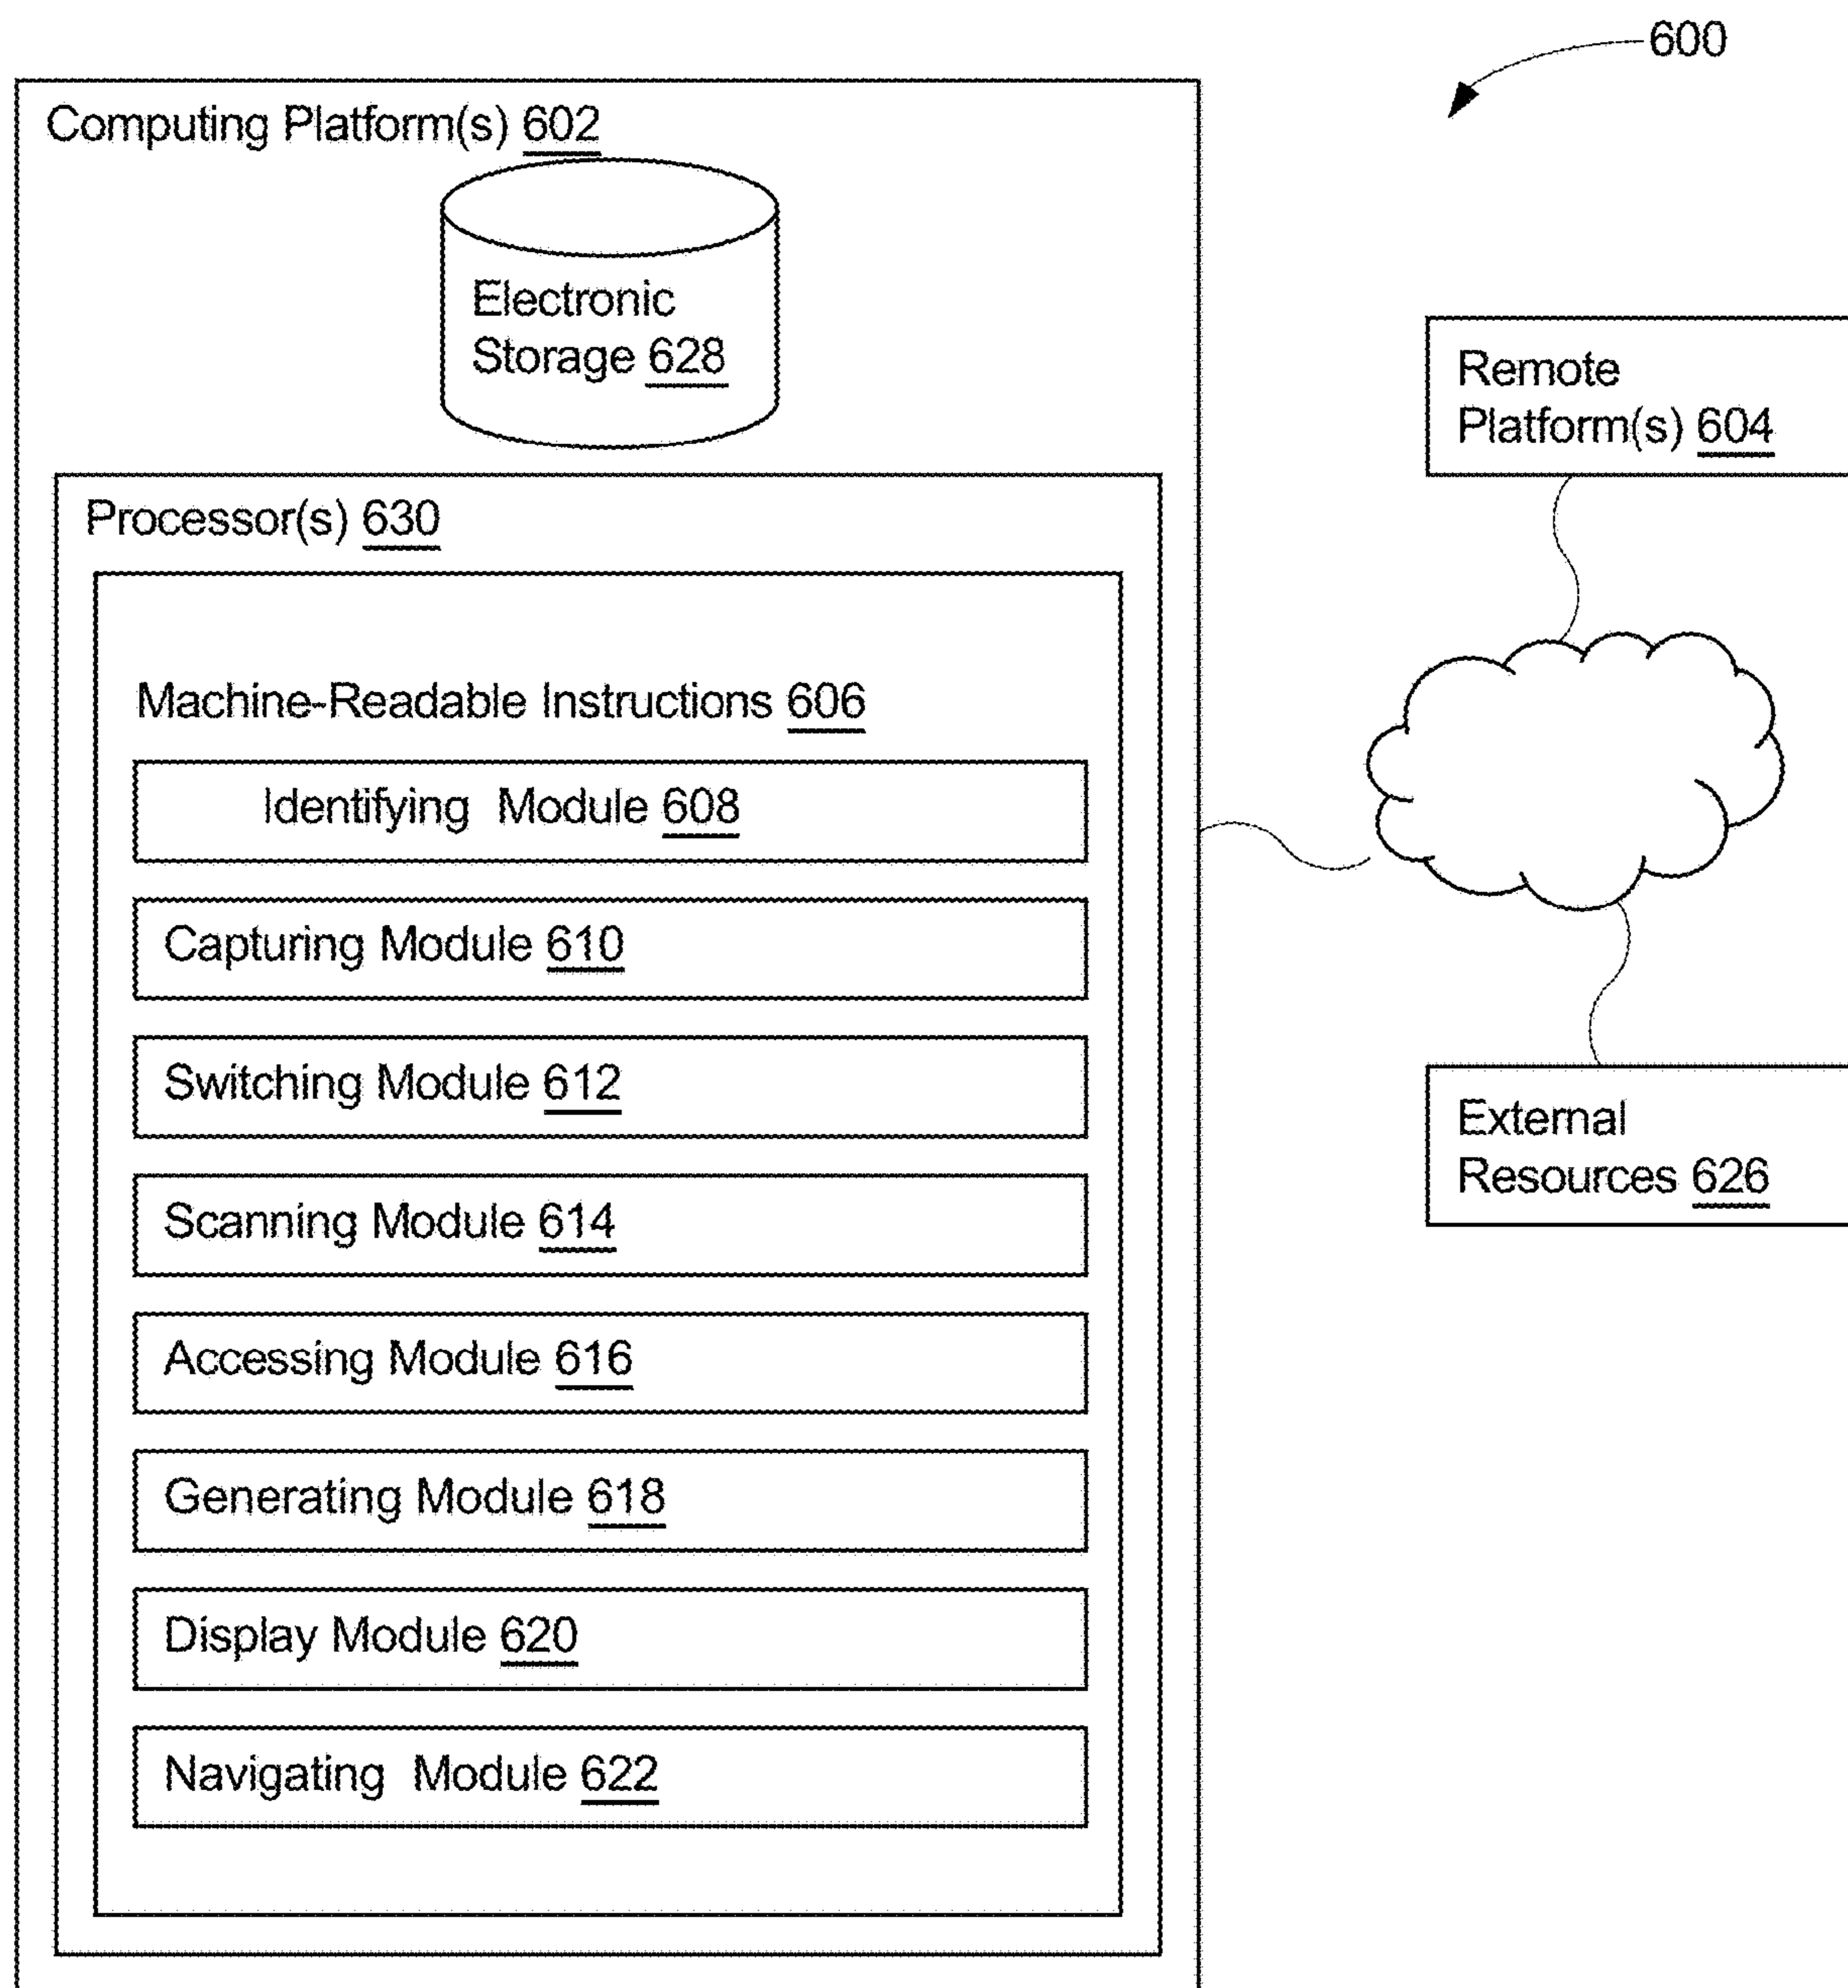 600
Computing Platform(s) 602
Electronic
Storage 628
Remote
Platform(s) 604
Processor(s) 630
Machine-Readable Instructions 606
Identifying Module 608
Capturing Module 610
Switching Module 612
Scanning Module 614
Accessing Module 616
Generating Module 618
Display Module 620
Navigating Module 622
External
Resources 626